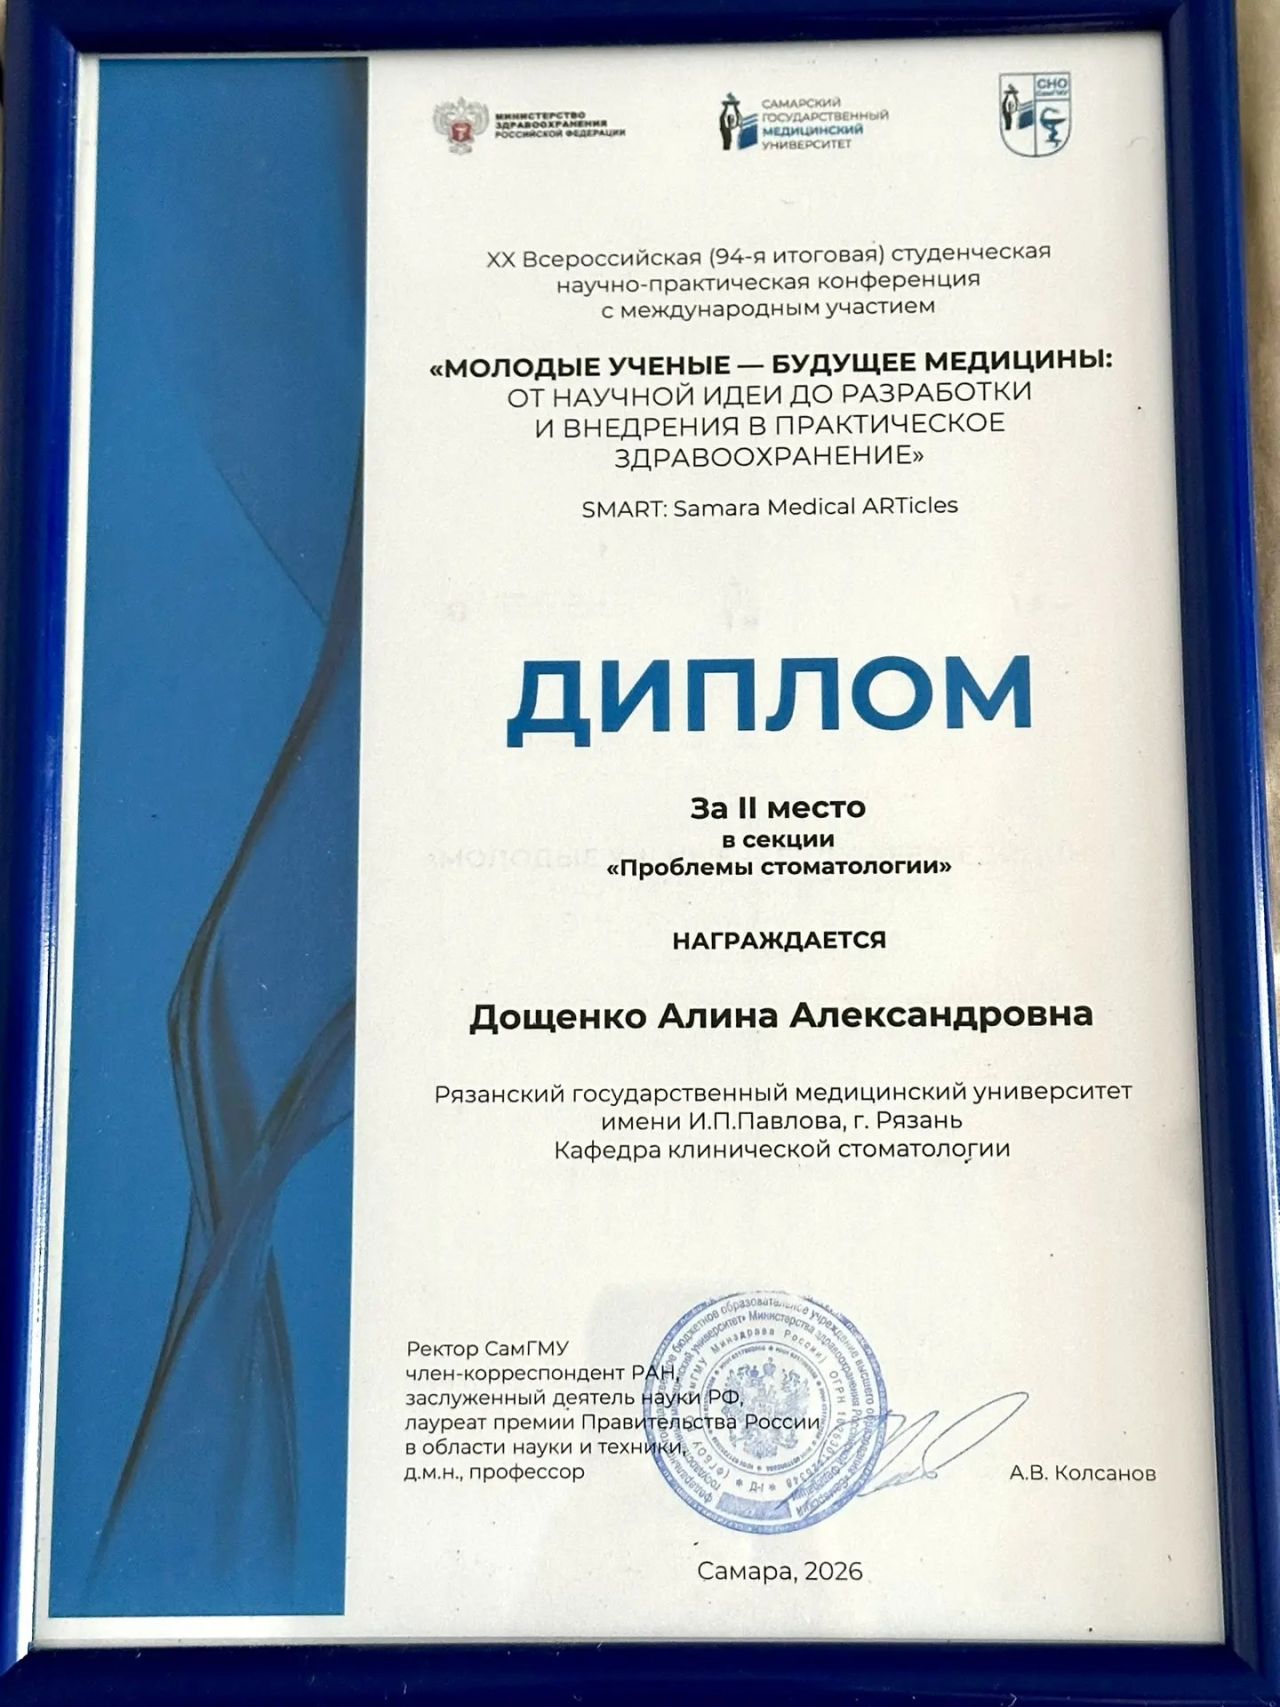 МИНИСТЕРСТВО
ЗДРАВООХРАНЕНИЯ
РОССИЙСКОЙ ФЕДЕРАЦИИ
САМАРСКИЙ
ГОСУДАРСТВЕННЫЙ
МЕДИЦИНСКИЙ
УНИВЕРСИТЕТ
СНО
СамГМУ
XX Всероссийская (94-я итоговая) студенческая
научно-практическая конференция
с международным участием
«МОЛОДЫЕ УЧЕНЫЕ — БУДУЩЕЕ МЕДИЦИНЫ:
ОТ НАУЧНОЙ ИДЕИ ДО РАЗРАБОТКИ
И ВНЕДРЕНИЯ В ПРАКТИЧЕСКОЕ
ЗДРАВООХРАНЕНИЕ»
SMART: Samara Medical ARTicles
ДИПЛОМ
За II место
в секции
«Проблемы стоматологии»
НАГРАЖДАЕТСЯ
Дощенко Алина Александровна
Рязанский государственный медицинский университет
имени И.П.Павлова, г. Рязань
Кафедра клинической стоматологии
Ректор СамГМУ
член-корреспондент РАН,
заслуженный деятель науки РФ,
лауреат премии Правительства России
в области науки и техники,
д.м.н., профессор
А.В. Колсанов
Самара, 2026